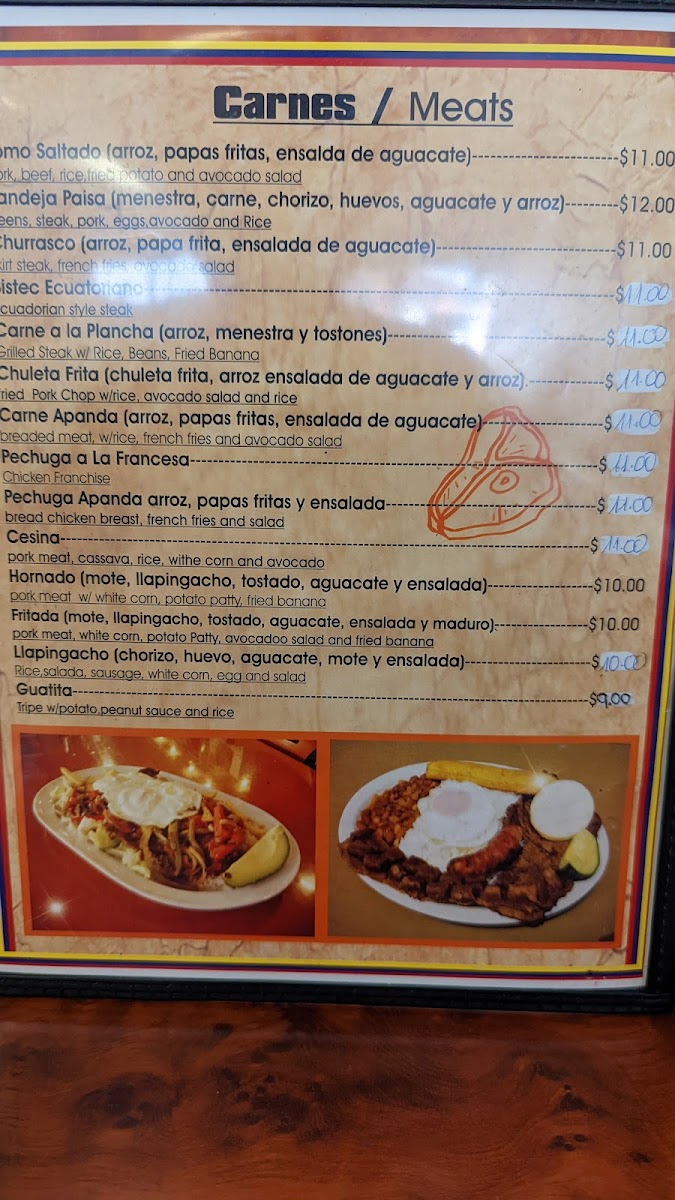 Carnes / Meats
omo Saltado (arroz, papas fritas, ensalda de aguacate)---$11.00
ork, beef, rice,fried potato and avocado salad
andeja Paisa (menestra, carne, chorizo, huevos, aguacate y arroz)---$12.00
eens, steak, pork, eggs,avocado and Rice
Churrasco (arroz, papa frita, ensalada de aguacate)---$11.00
kirt steak, french fries, avocado salad
istec Ecuatoriano---$11.00
cuadorian style steak
Carne a la Plancha (arroz, menestra y tostones)---$11.00
Grilled Steak w/ Rice, Beans, Fried Banana
Chuleta Frita (chuleta frita, arroz ensalada de aguacate y arroz).---$11.00
fried Pork Chop w/rice, avocado salad and rice
Carne Apanda (arroz, papas fritas, ensalada de aguacate)---$11.00
breaded meat, w/rice, french fries and avocado salad
Pechuga a La Francesa---$11.00
Chicken Franchise
Pechuga Apanda arroz, papas fritas y ensalada---$11.00
bread chicken breast, french fries and salad
Cesina---$11.00
pork meat, cassava, rice, withe corn and avocado
Hornado (mote, llapingacho, tostado, aguacate y ensalada)---$10.00
pork meat w/ white corn, potato patty, fried banana
Fritada (mote, llapingacho, tostado, aguacate, ensalada y maduro):---$10.00
pork meat, white corn, potato Patty, avocadoo salad and fried banana
Llapingacho (chorizo, huevo, aguacate, mote y ensalada)---$10.00
Rice,salada, sausage, white corn, egg and salad
Guatita---$9.00
Tripe w/potato,peanut sauce and rice